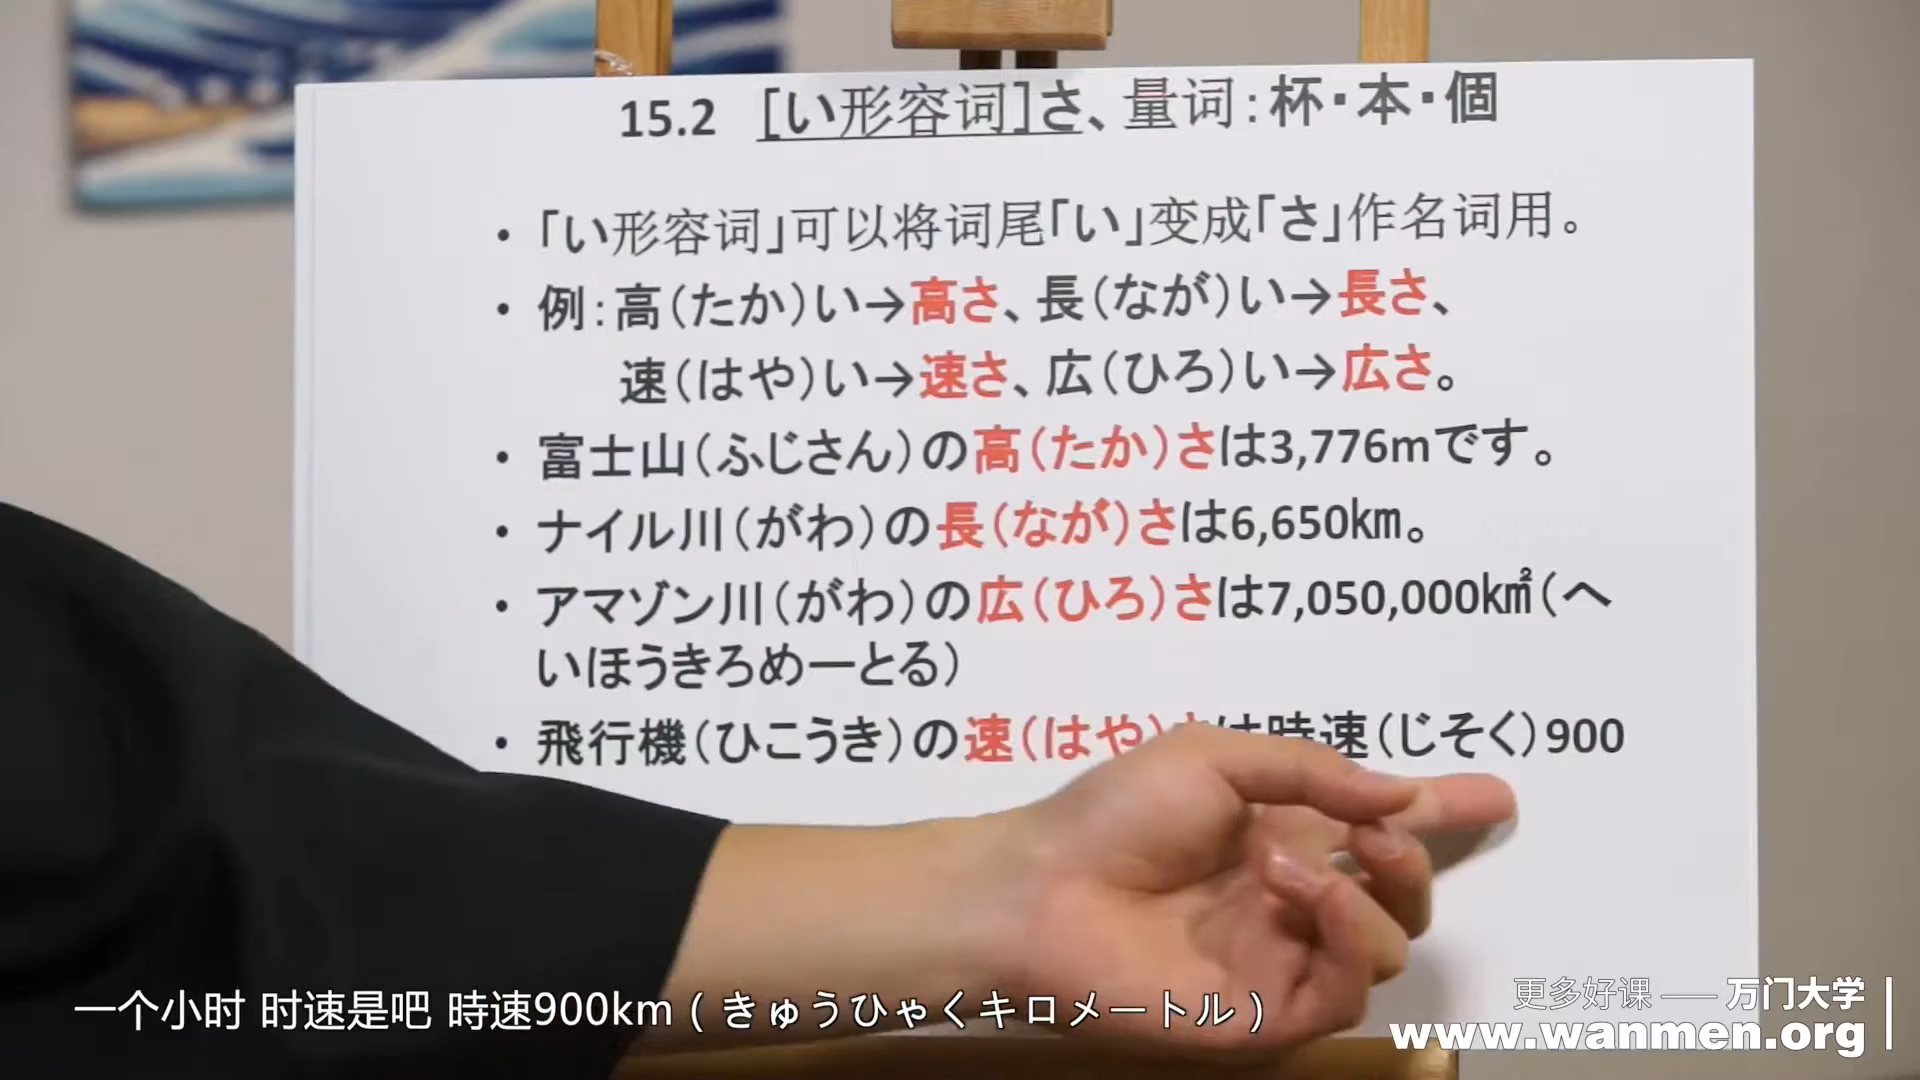 15.2 [い形容词]さ、量词:杯・本・個
• 「い形容词」可以将词尾「い」变成「さ」作名词用。
• 例:高(たか)い→高さ、長(なが)い→長さ、
速(はや)い→速さ、広(ひろ)い→広さ。
• 富士山(ふじさん)の高(たか)さは3,776mです。
• ナイル川(がわ)の長(なが)さは6,650㎞。
• アマゾン川(がわ)の広(ひろ)さは7,050,000㎢(へ
いほうきろめーとる)
• 飛行機(ひこうき)の速(はや)さは時速(じそく)900
一个小时 时速是吧 時速900km(きゅうひゃくキロメートル)
更多好课 —— 万门大学
www.wanmen.org